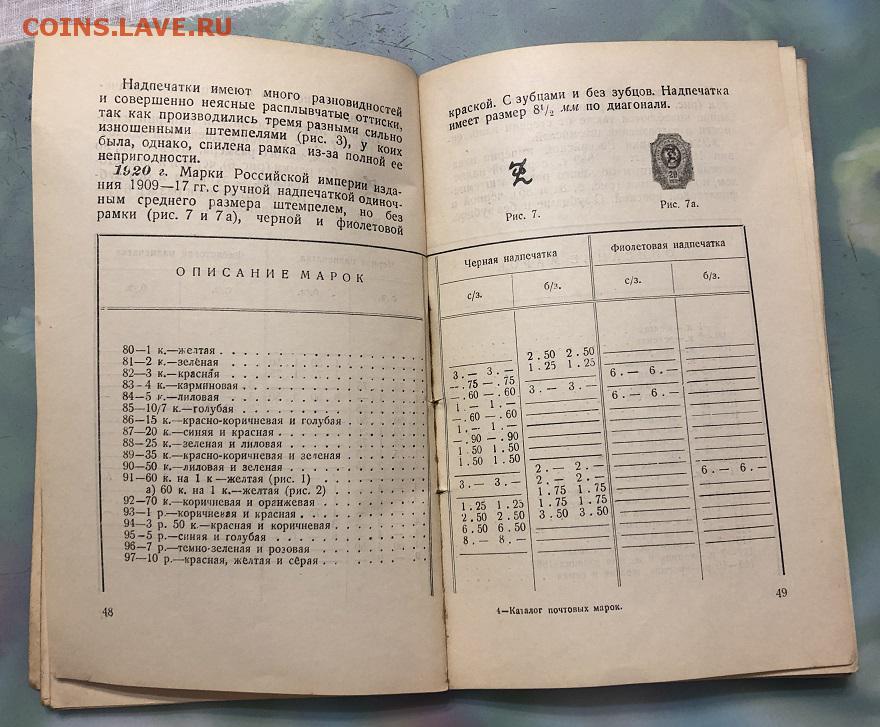 COINS.LAVE.RU
Надпечатки имеют много разновидностей
и совершенно неясные расплывчатые оттиски,
так как производились тремя разными сильно
изношенными штемпелями (рис. 3), у коих
была, однако, спилена рамка из-за полной ее
непригодности.
1920 г. Марки Российской империи изда-
ния 1909—17 гг. с ручной надпечаткой одиноч-
ным среднего размера штемпелем, но без
рамки (рис. 7 и 7а), черной и фиолетовой
ОПИСАНИЕ МАРОК
80—1 к.—желтая
81—2 к.—зелёная
82—3 к.—красная
83-4 к.—карминовая
84—5 к.—лиловая
85—10/7 к.—голубая
86—15 к.—красно-коричневая и голубая
87—20 к.—синяя и красная
88—25 к.—зеленая и лиловая
89—35 к.—красно-коричневая и зеленая
90—50 к.—лиловая и зеленая
91—60 к. на 1 к—желтая (рис. 1)
а) 60 к. на 1 к.—желтая (рис. 2)
92—70 к.—коричневая и оранжевая
93—1 р.—коричневая и красная
94—3 р. 50 к.—красная и коричневая
95—5 р.—синяя и голубая
96—7 р.—темно-зеленая и розовая
97—10 р.—красная, желтая и серая
48
краской. С зубцами и без зубцов. Надпечатка
имеет размер 8½ мм по диагонали.
20
Рис. 7.
Рис. 7а.
Черная надпечатка
Фиолетовая надпечатка
с/з.
б/з.
с/з.
б/з.
2.50 2.50
1.25 1.25
3.— 3.—
6.— 6.—
—.75 —.75
—.60 —.60 3.— 3.—
6.— 6.—
1.— 1.—
—.60 —.60
1.— 1.—
—.90 —.90
1.50 1.50
1.50 1.50
2.— 2.—
6.— 6.—
3.— 3.— 2.— 2.—
1.75 1.75
1.25 1.25 1.75 1.75
2.50 2.50 3.50 3.50
6.50 6.50
8.— 8.—
4—Каталог почтовых марок.
49